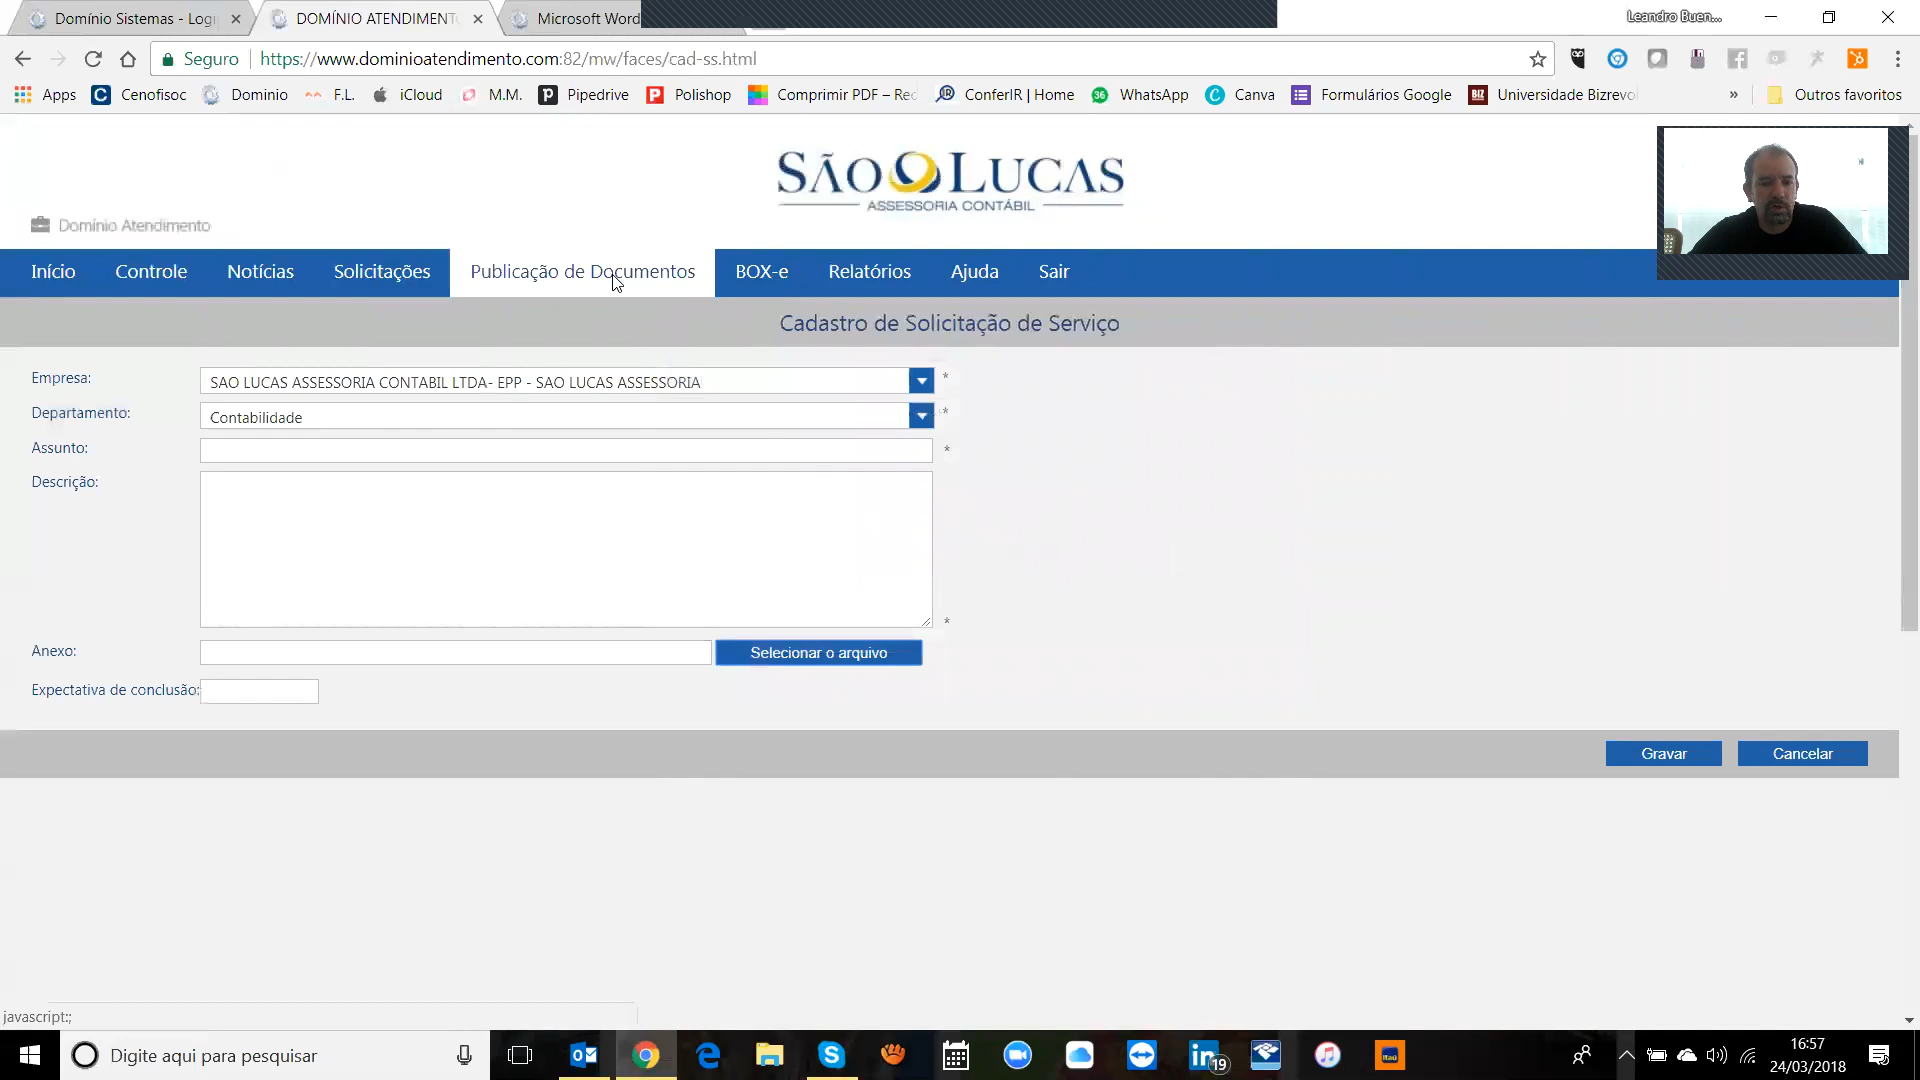 Domínio Sistemas - Logi
DOMÍNIO ATENDIMENT
Microsoft Word
Leandro Buen...
Seguro
https://www.dominioatendimento.com:82/mw/faces/cad-ss.html
Apps
Cenofisoc
Dominio
F.L.
iCloud
M.M.
Pipedrive
Polishop
Comprimir PDF – Red
ConferIR | Home
WhatsApp
Canva
Formulários Google
Universidade Bizrevo
»
Outros favoritos
SÃO LUCAS
ASSESSORIA CONTÁBIL
Domínio Atendimento
Início
Controle
Notícias
Solicitações
Publicação de Documentos
BOX-e
Relatórios
Ajuda
Sair
Cadastro de Solicitação de Serviço
Empresa:
SAO LUCAS ASSESSORIA CONTABIL LTDA- EPP - SAO LUCAS ASSESSORIA
*
Departamento:
Contabilidade
*
Assunto:
*
Descrição:
*
Anexo:
Selecionar o arquivo
Expectativa de conclusão:
Gravar
Cancelar
javascript:;
Digite aqui para pesquisar
19
16:57
24/03/2018